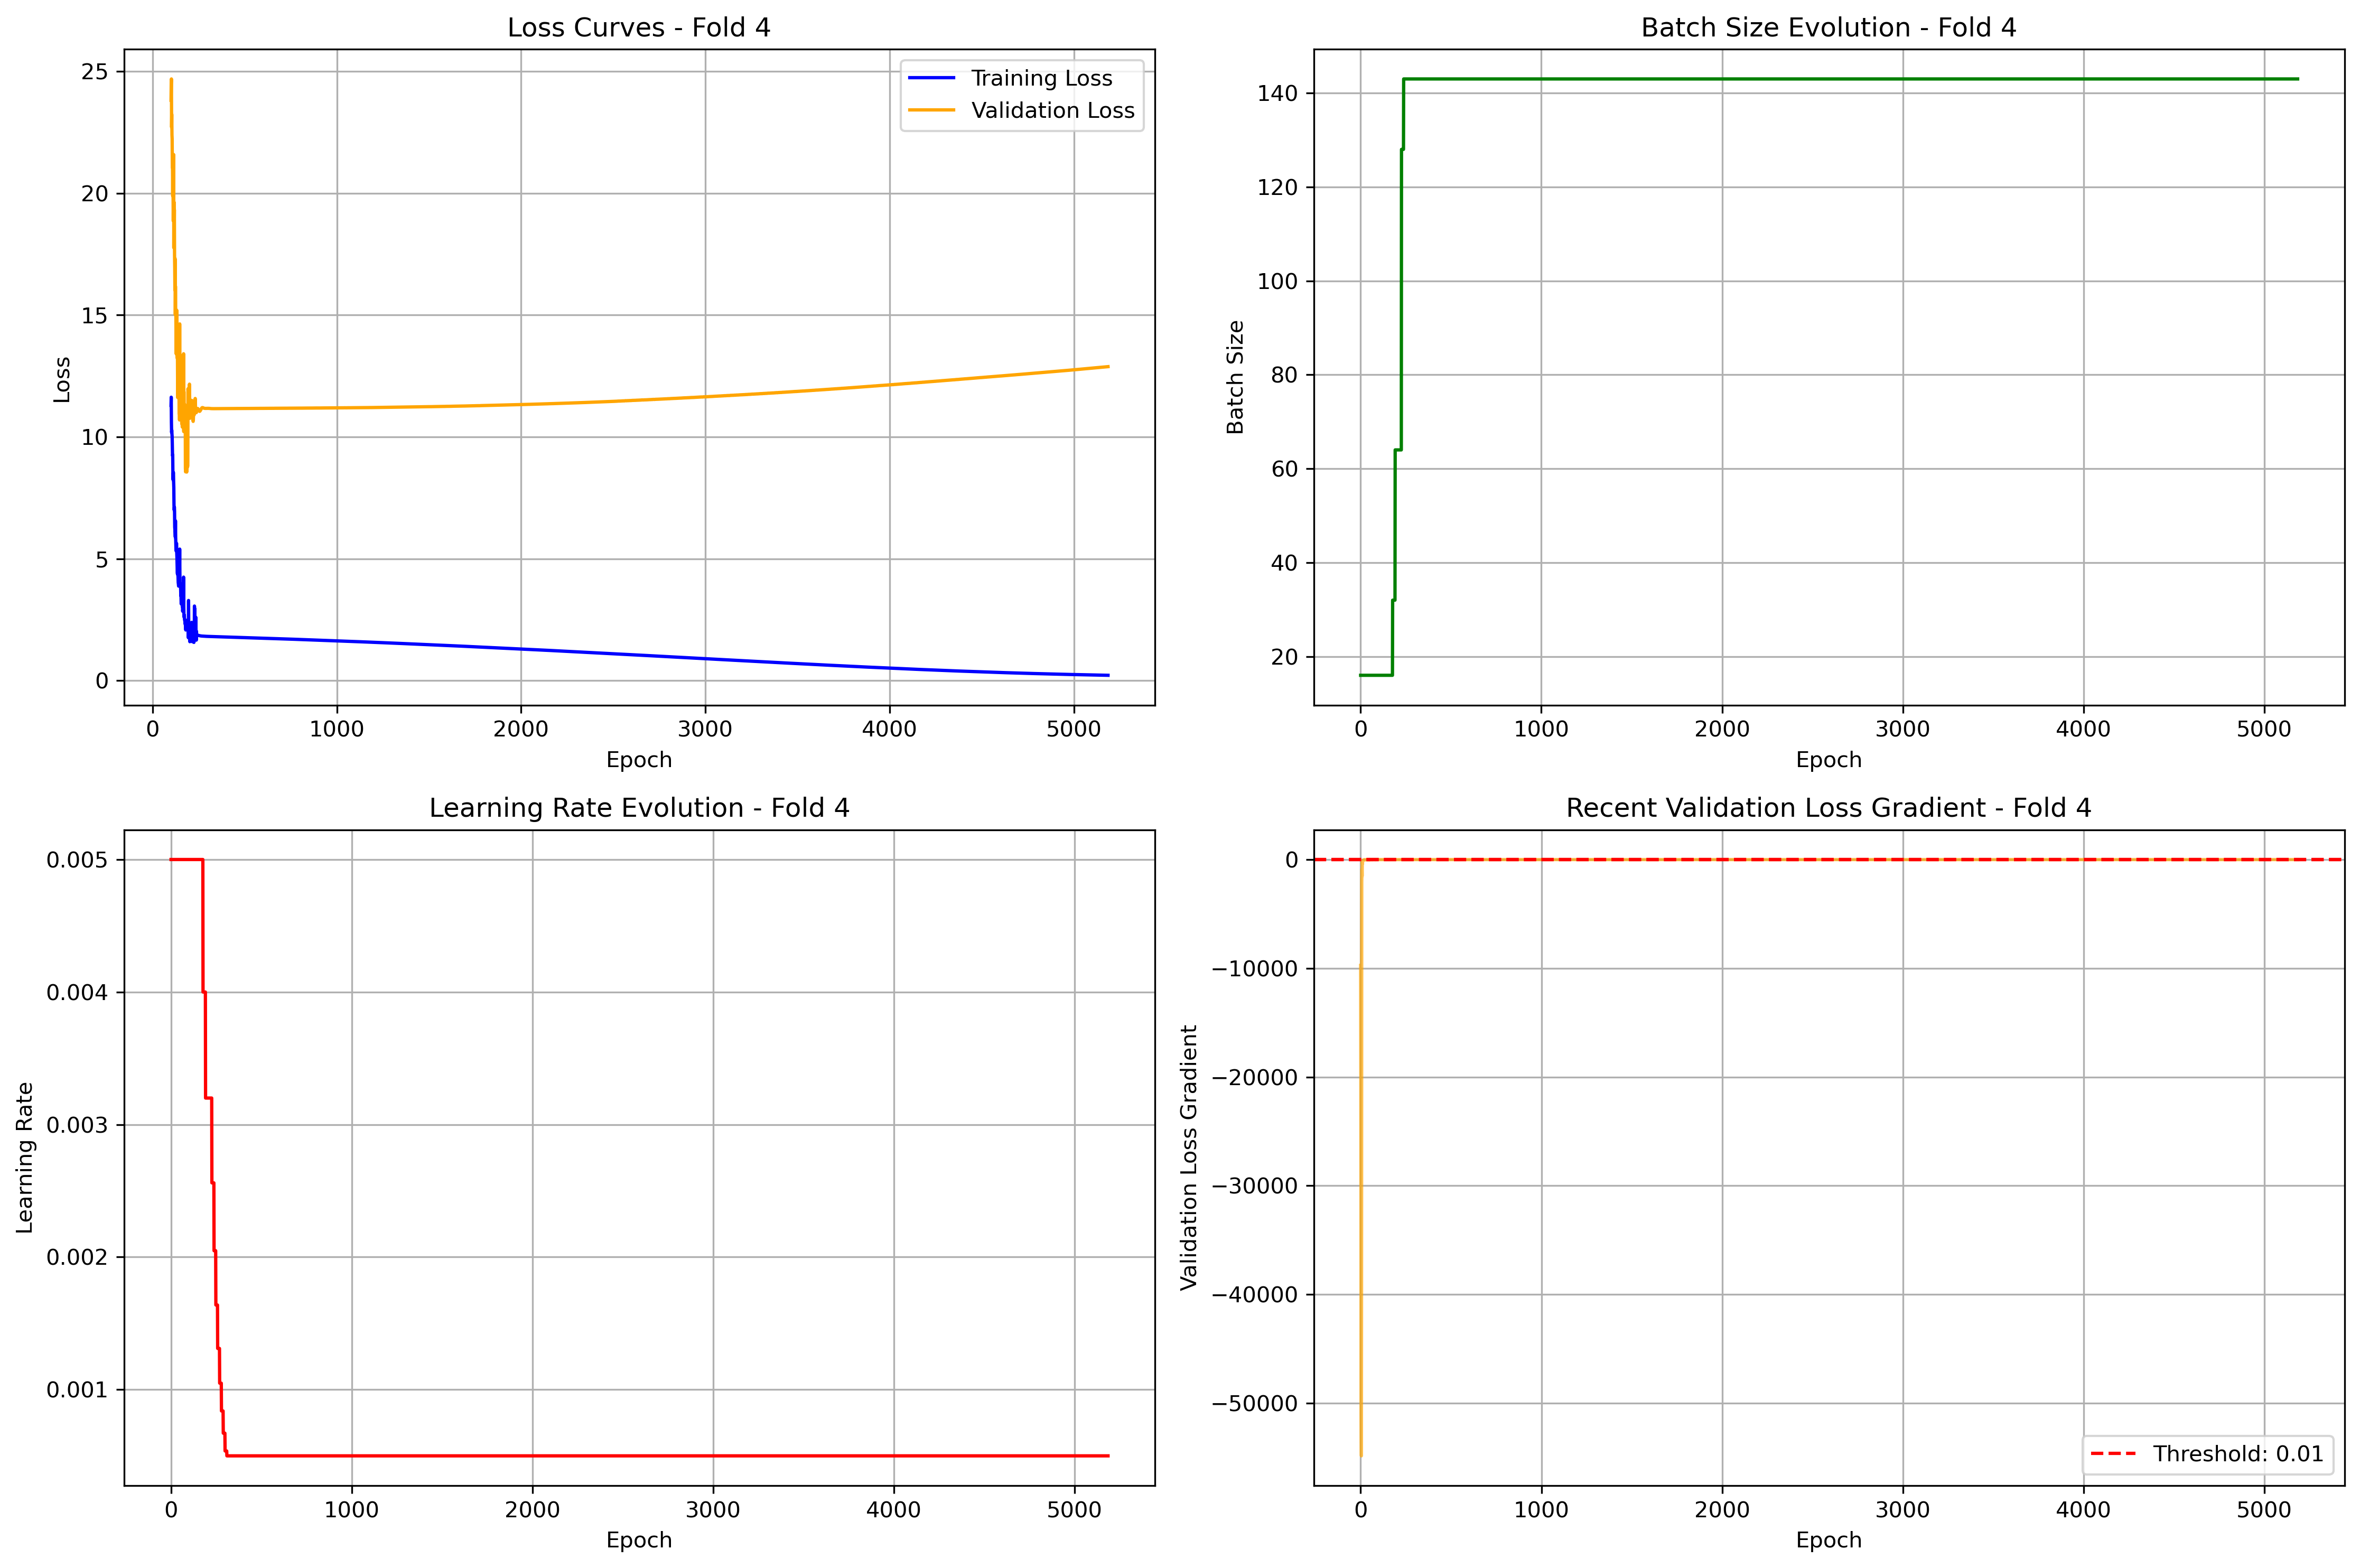 Loss Curves - Fold 4
Loss
25
20
15
10
5
0
Training Loss
Validation Loss
0 1000 2000 3000 4000 5000
Epoch
Batch Size Evolution - Fold 4
Batch Size
140
120
100
80
60
40
20
0 1000 2000 3000 4000 5000
Epoch
Learning Rate Evolution - Fold 4
Learning Rate
0.005
0.004
0.003
0.002
0.001
0 1000 2000 3000 4000 5000
Epoch
Recent Validation Loss Gradient - Fold 4
Validation Loss Gradient
0
−10000
−20000
−30000
−40000
−50000
Threshold: 0.01
0 1000 2000 3000 4000 5000
Epoch